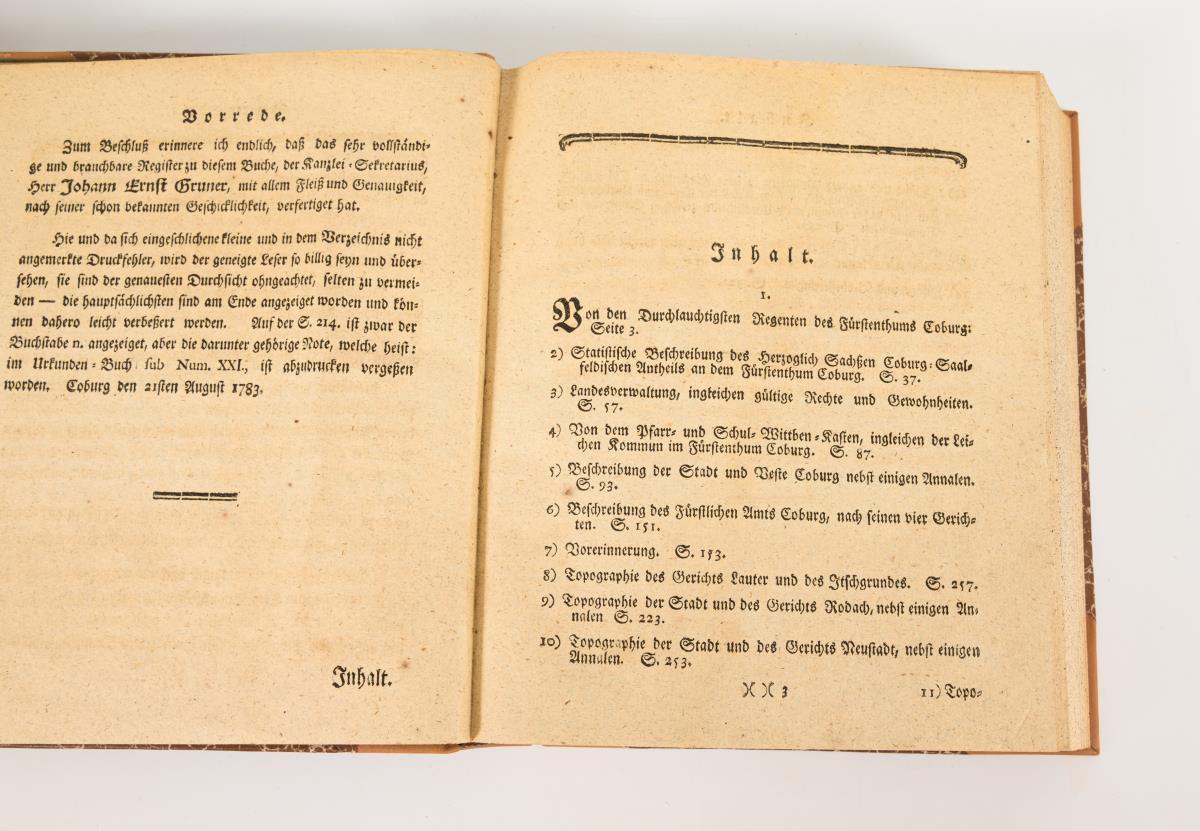 Vorrede.
Zum Beschluß erinnere ich endlich, daß das sehr vollständi-
ge und brauchbare Register zu diesem Buche, der Kanzlei-Sekretarius,
Herr Johann Ernst Gruner, mit allem Fleiß und Genauigkeit,
nach seiner schon bekannten Geschicklichkeit, verfertiget hat.
Hie und da sich eingeschlichene kleine und in dem Verzeichnis nicht
angemerkte Druckfehler, wird der geneigte Leser so billig seyn und über-
sehen, sie sind der genauesten Durchsicht ohngeachtet, selten zu vermei-
den — die hauptsächlichsten sind am Ende angezeiget worden und kön-
nen dahero leicht verbeßert werden. Auf der S. 214. ist zwar der
Buchstabe n. angezeiget, aber die darunter gehörige Note, welche heist:
im Urkunden-Buch sub Num. XXI., ist abzudrucken vergeßen
worden. Coburg den 21sten August 1783.
Inhalt.
Inhalt.
1.
Von den Durchlauchtigsten Regenten des Fürstenthums Coburg:
Seite 3.
2) Statistische Beschreibung des Herzoglich Sachßen Coburg-Saal-
feldischen Antheils an dem Fürstenthum Coburg. S. 37.
3) Landesverwaltung, ingleichen gültige Rechte und Gewohnheiten.
S. 57.
4) Von dem Pfarr- und Schul-Wittben-Kasten, ingleichen der Lei-
chen Kommun im Fürstenthum Coburg. S. 87.
5) Beschreibung der Stadt und Veste Coburg nebst einigen Annalen.
S. 93.
6) Beschreibung des Fürstlichen Amts Coburg, nach seinen vier Gerich-
ten. S. 151.
7) Vorerinnerung. S. 153.
8) Topographie des Gerichts Lauter und des Itschgrundes. S. 257.
9) Topographie der Stadt und des Gerichts Rodach, nebst einigen An-
nalen S. 223.
10) Topographie der Stadt und des Gerichts Neustadt, nebst einigen
Annalen. S. 253.
)( )( 3 11) Topo-